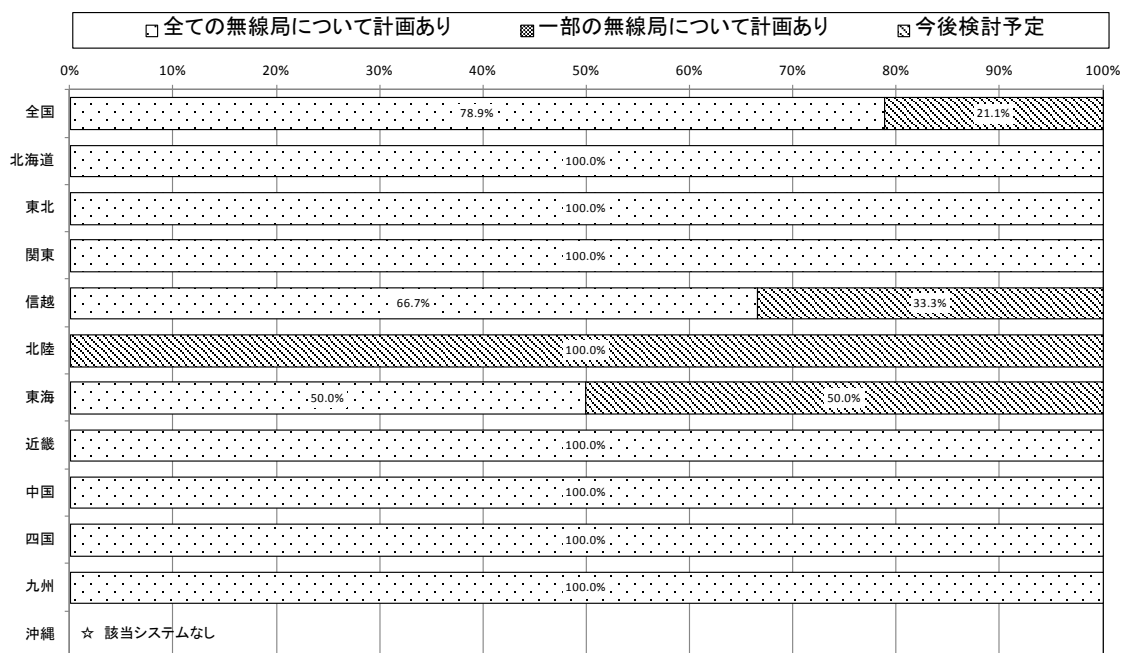 全ての無線局について計画あり 一部の無線局について計画あり 今後検討予定
0% 10% 20% 30% 40% 50% 60% 70% 80% 90% 100%
全国 78.9% 21.1%
北海道 100.0%
東北 100.0%
関東 100.0%
信越 66.7% 33.3%
北陸 100.0%
東海 50.0% 50.0%
近畿 100.0%
中国 100.0%
四国 100.0%
九州 100.0%
沖縄 ☆ 該当システムなし